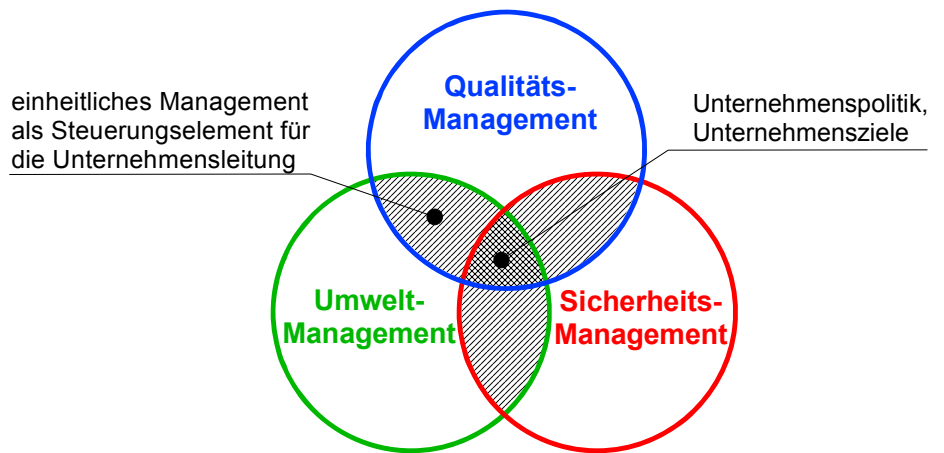 einheitliches Management
als Steuerungselement für
die Unternehmensleitung
Qualitäts-
Management
Unternehmenspolitik,
Unternehmensziele
Umwelt-
Management
Sicherheits-
Management